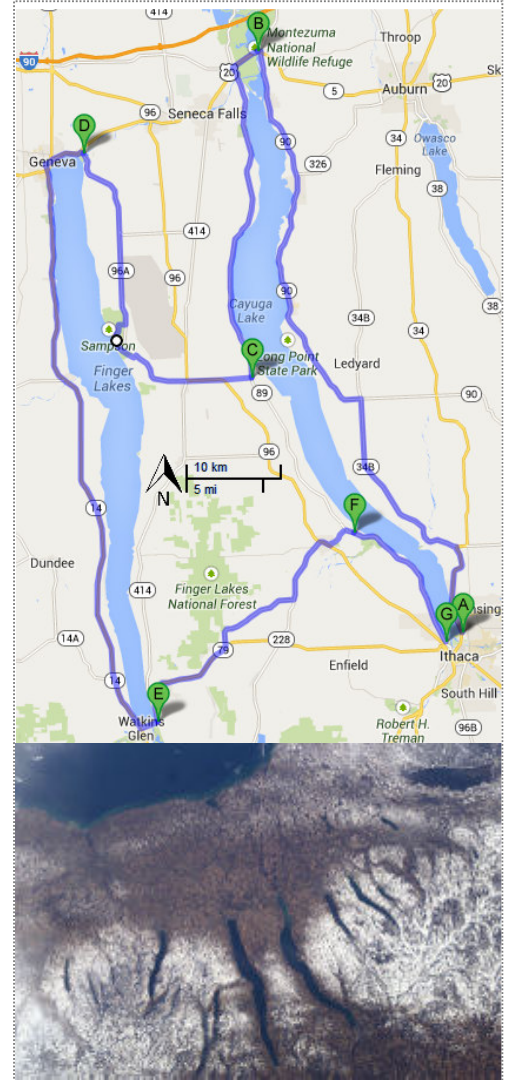 B
Montezuma
National
Wildlife Refuge
Throop
90
20
Sk
5
20
96
Seneca Falls
Auburn
D
Geneva
90
34
Owasco
Lake
326
Fleming
38
414
96A
96
90
38
Cayuga
Lake
34B
34
Sampson
C
Long Point
State Park
Ledyard
Finger
Lakes
89
90
96
10 km
5 mi
34B
N
14
F
Dundee
Finger Lakes
National Forest
414
G
A
nsing
14A
79
228
Ithaca
Enfield
14
E
South Hill
Watkins
Glen
Robert H.
Treman
96B